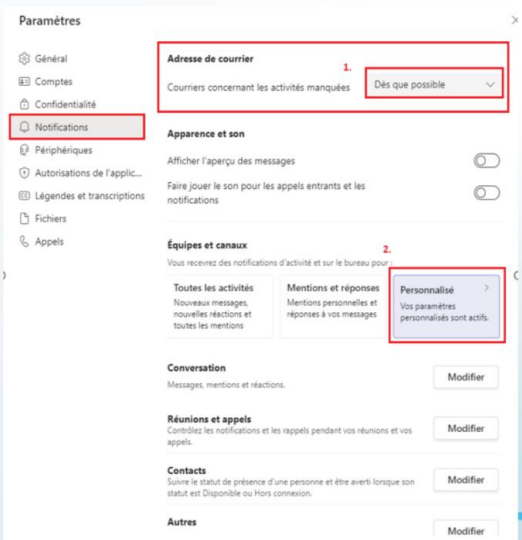 Paramètres
Général
Comptes
Confidentialité
Notifications
Périphériques
Autorisations de l'applic...
Légendes et transcriptions
Fichiers
Appels
Adresse de courrier
1.
Courriers concernant les activités manquées
Dès que possible
Apparence et son
Afficher l'aperçu des messages
Faire jouer le son pour les appels entrants et les
notifications
Équipes et canaux
2.
Vous recevrez des notifications d'activité et sur le bureau pour :
Toutes les activités
Nouveaux messages,
nouvelles réactions et
toutes les mentions
Mentions et réponses
Mentions personnelles et
réponses à vos messages
Personnalisé
Vos paramètres
personnalisés sont actifs.
Conversation
Messages, mentions et réactions.
Modifier
Réunions et appels
Contrôlez les notifications et les rappels pendant vos réunions et vos
appels.
Modifier
Contacts
Suivre le statut de présence d'une personne et être averti lorsque son
statut est Disponible ou Hors connexion.
Modifier
Autres
Modifier